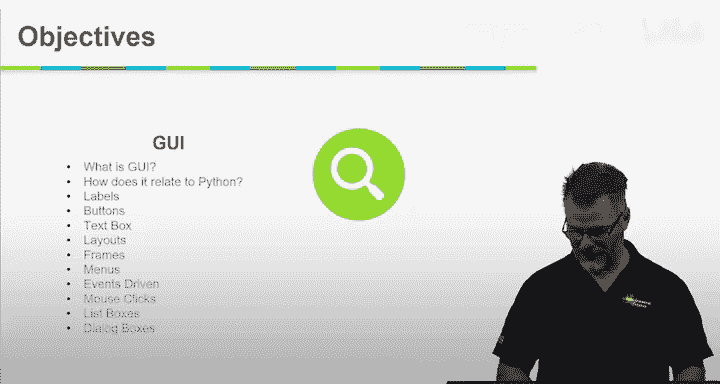 Objectives
GUI
• What is GUI?
• How does it relate to Python?
• Labels
• Buttons
• Text Box
• Layouts
• Frames
• Menus
• Events Driven
• Mouse Clicks
• List Boxes
• Dialog Boxes